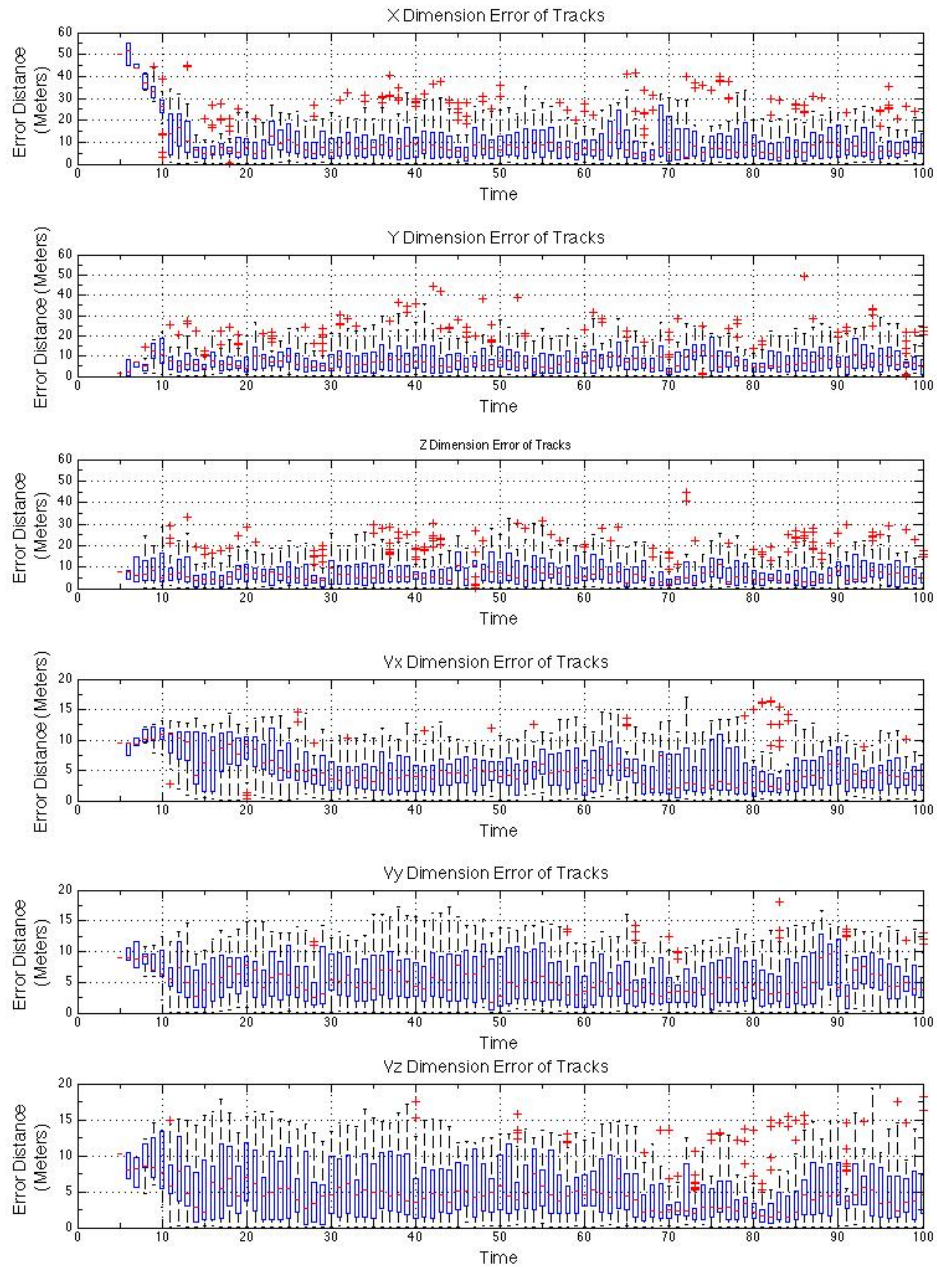 X Dimension Error of Tracks
Error Distance
(Meters)
60
50
40
30
20
10
0
0 10 20 30 40 50 60 70 80 90 100
Time
Y Dimension Error of Tracks
Error Distance (Meters)
60
50
40
30
20
10
0
0 10 20 30 40 50 60 70 80 90 100
Time
Z Dimension Error of Tracks
Error Distance
(Meters)
60
50
40
30
20
10
0
0 10 20 30 40 50 60 70 80 90 100
Time
Vx Dimension Error of Tracks
Error Distance (Meters)
20
15
10
5
0
0 10 20 30 40 50 60 70 80 90 100
Time
Vy Dimension Error of Tracks
Error Distance
(Meters)
20
15
10
5
0
0 10 20 30 40 50 60 70 80 90 100
Time
Vz Dimension Error of Tracks
Error Distance
(Meters)
20
15
10
5
0
0 10 20 30 40 50 60 70 80 90 100
Time